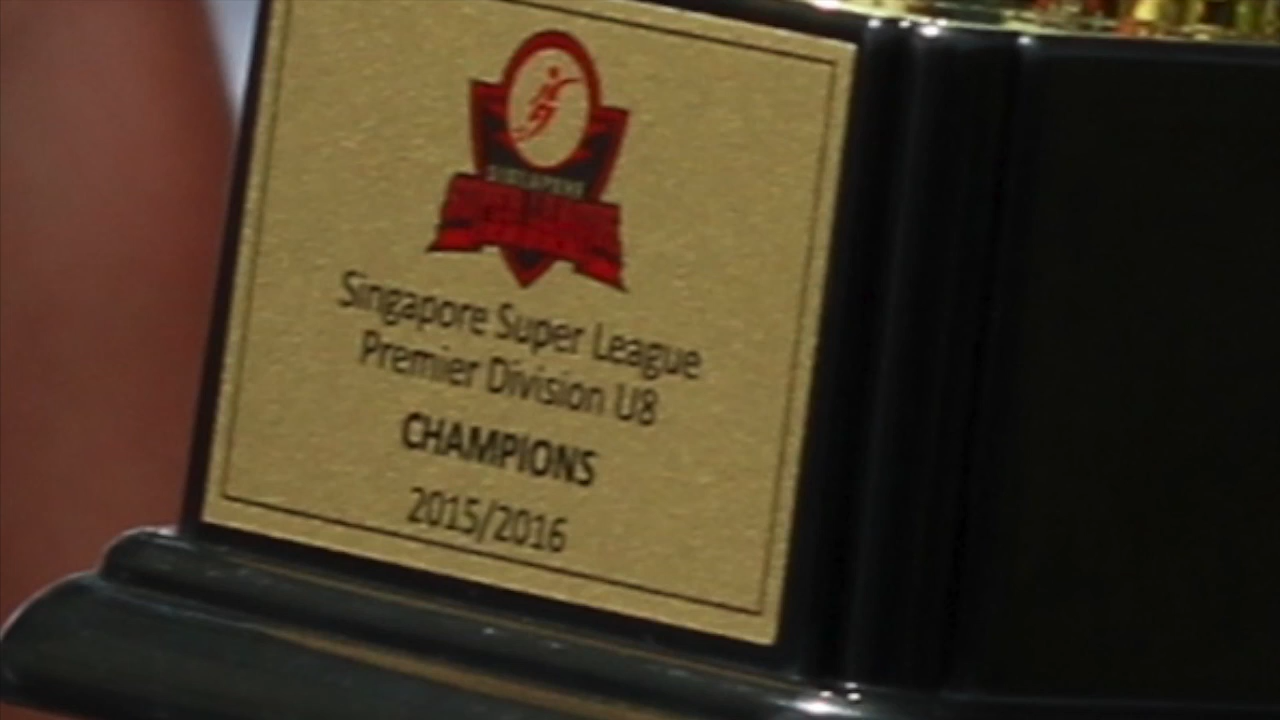 SINGAPORE
Singapore Super League
Premier Division U8
CHAMPIONS
2015/2016